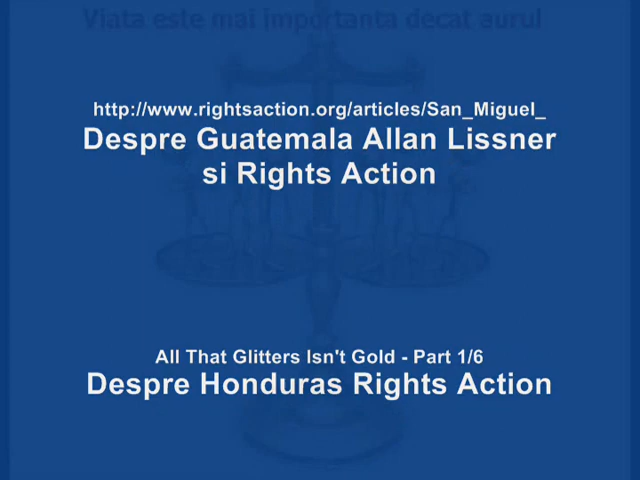 Viata este mai importanta decat aurul
http://www.rightsaction.org/articles/San_Miguel_
Despre Guatemala Allan Lissner
si Rights Action
All That Glitters Isn't Gold - Part 1/6
Despre Honduras Rights Action